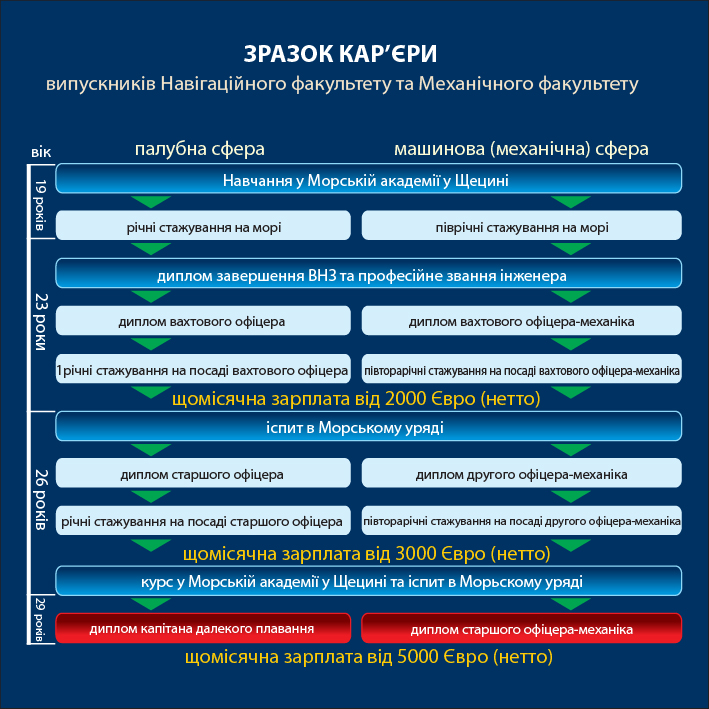 ЗРАЗОК КАР’ЄРИ
випускників Навігаційного факультету та Механічного факультету
вік
палубна сфера
машинова (механічна) сфера
19 років
Навчання у Морській академії у Щецині
річні стажування на морі
піврічні стажування на морі
23 роки
диплом завершення ВНЗ та професійне звання інженера
диплом вахтового офіцера
диплом вахтового офіцера-механіка
1річні стажування на посаді вахтового офіцера
півторарічні стажування на посаді вахтового офіцера-механіка
щомісячна зарплата від 2000 Євро (нетто)
26 років
іспит в Морському уряді
диплом старшого офіцера
диплом другого офіцера-механіка
річні стажування на посаді старшого офіцера
півторарічні стажування на посаді другого офіцера-механіка
щомісячна зарплата від 3000 Євро (нетто)
курс у Морській академії у Щецині та іспит в Морьскому уряді
29 років
диплом капітана далекого плавання
диплом старшого офіцера-механіка
щомісячна зарплата від 5000 Євро (нетто)